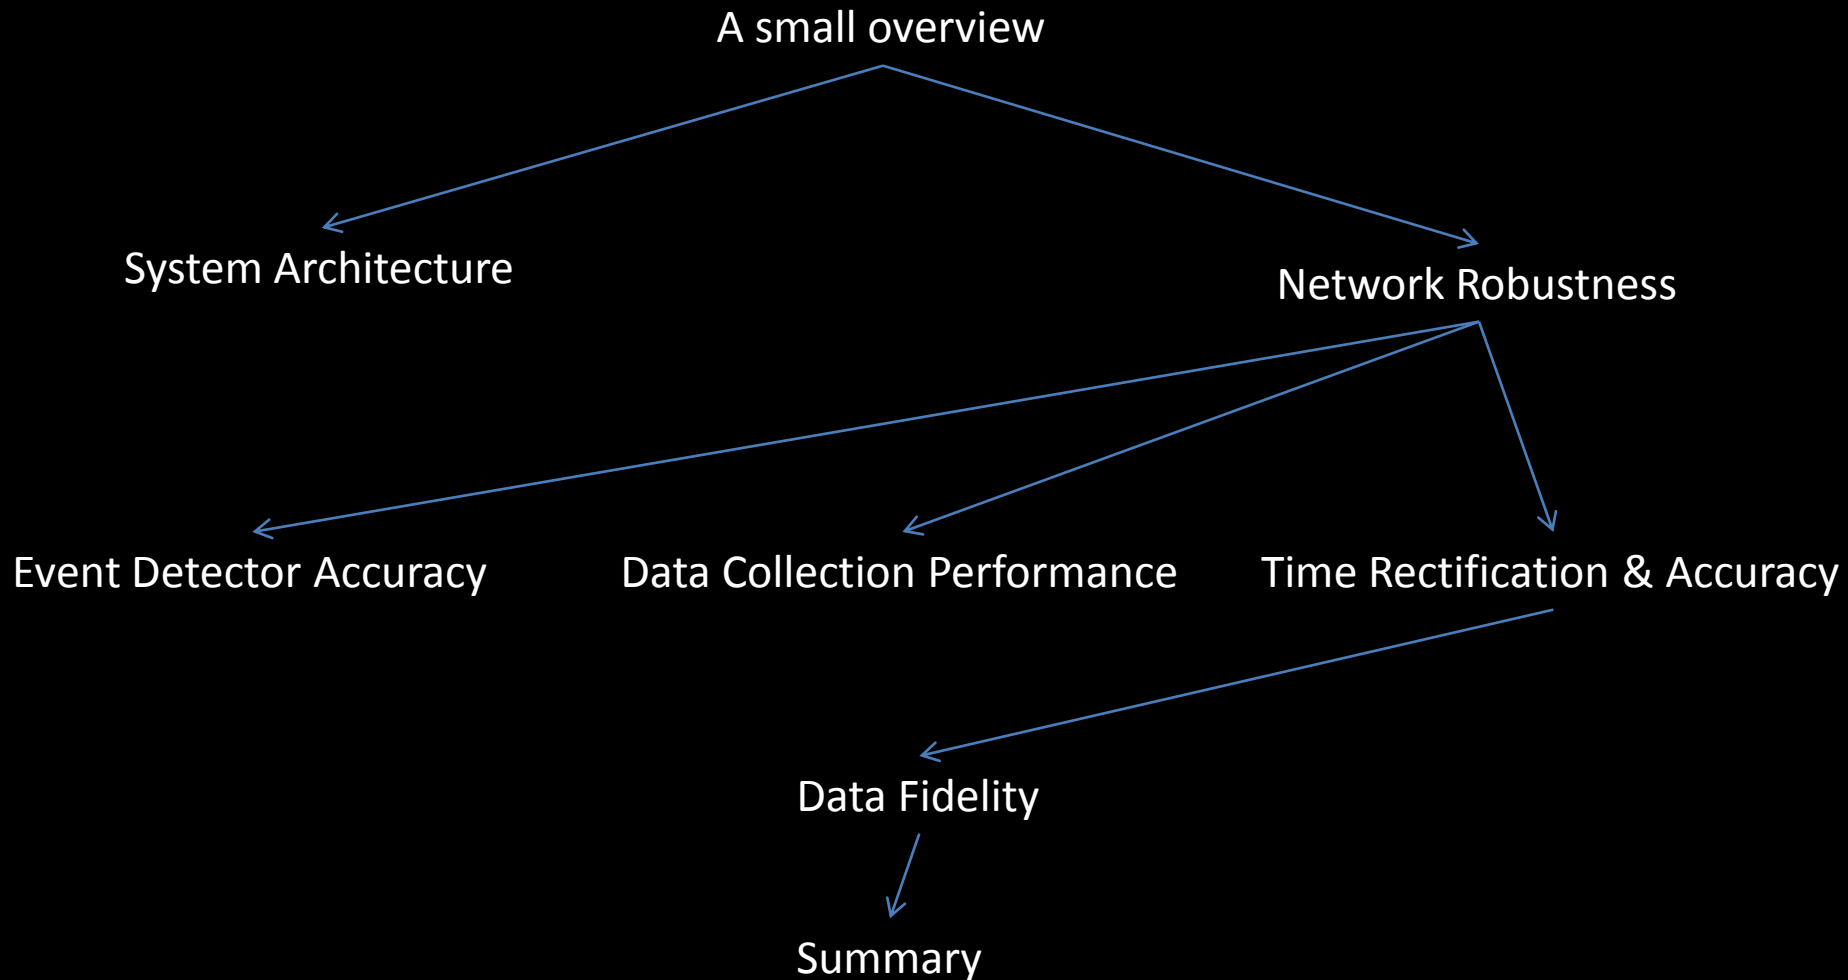 A small overview
System Architecture
Network Robustness
Event Detector Accuracy
Data Collection Performance
Time Rectification & Accuracy
Data Fidelity
Summary